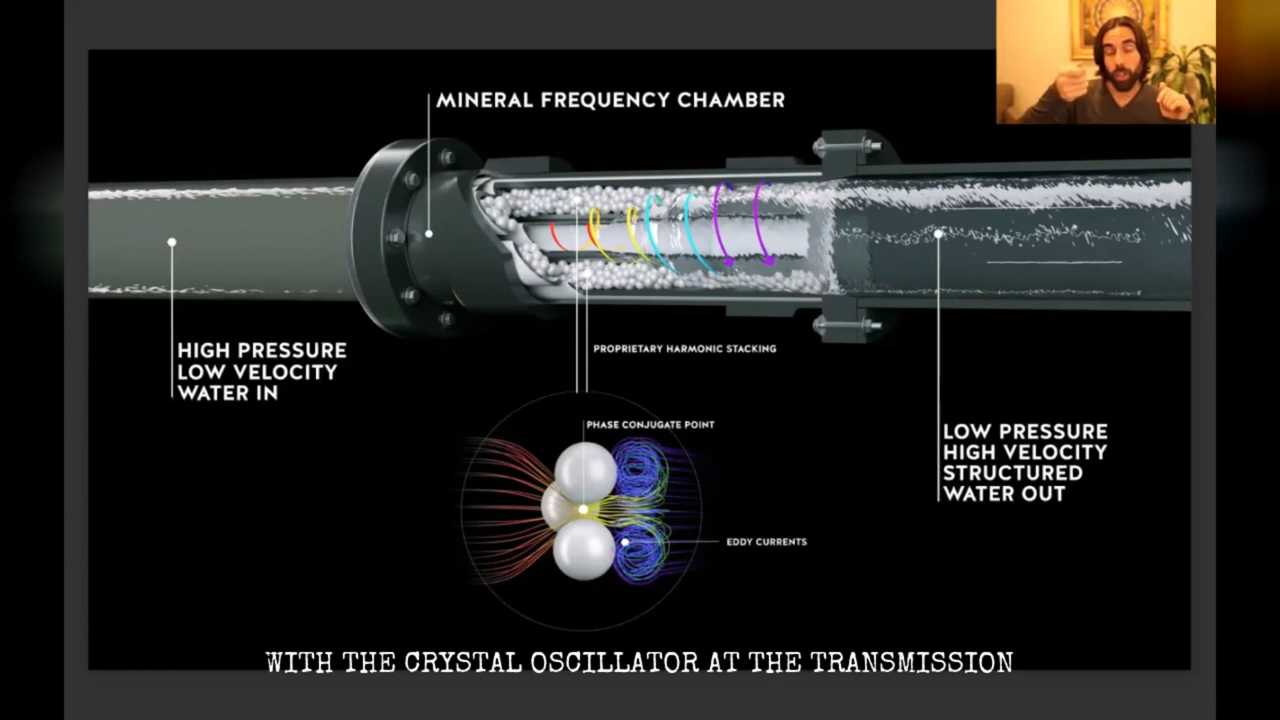 MINERAL FREQUENCY CHAMBER
HIGH PRESSURE
LOW VELOCITY
WATER IN
PROPRIETARY HARMONIC STACKING
PHASE CONJUGATE POINT
EDDY CURRENTS
LOW PRESSURE
HIGH VELOCITY
STRUCTURED
WATER OUT
WITH THE CRYSTAL OSCILLATOR AT THE TRANSMISSION